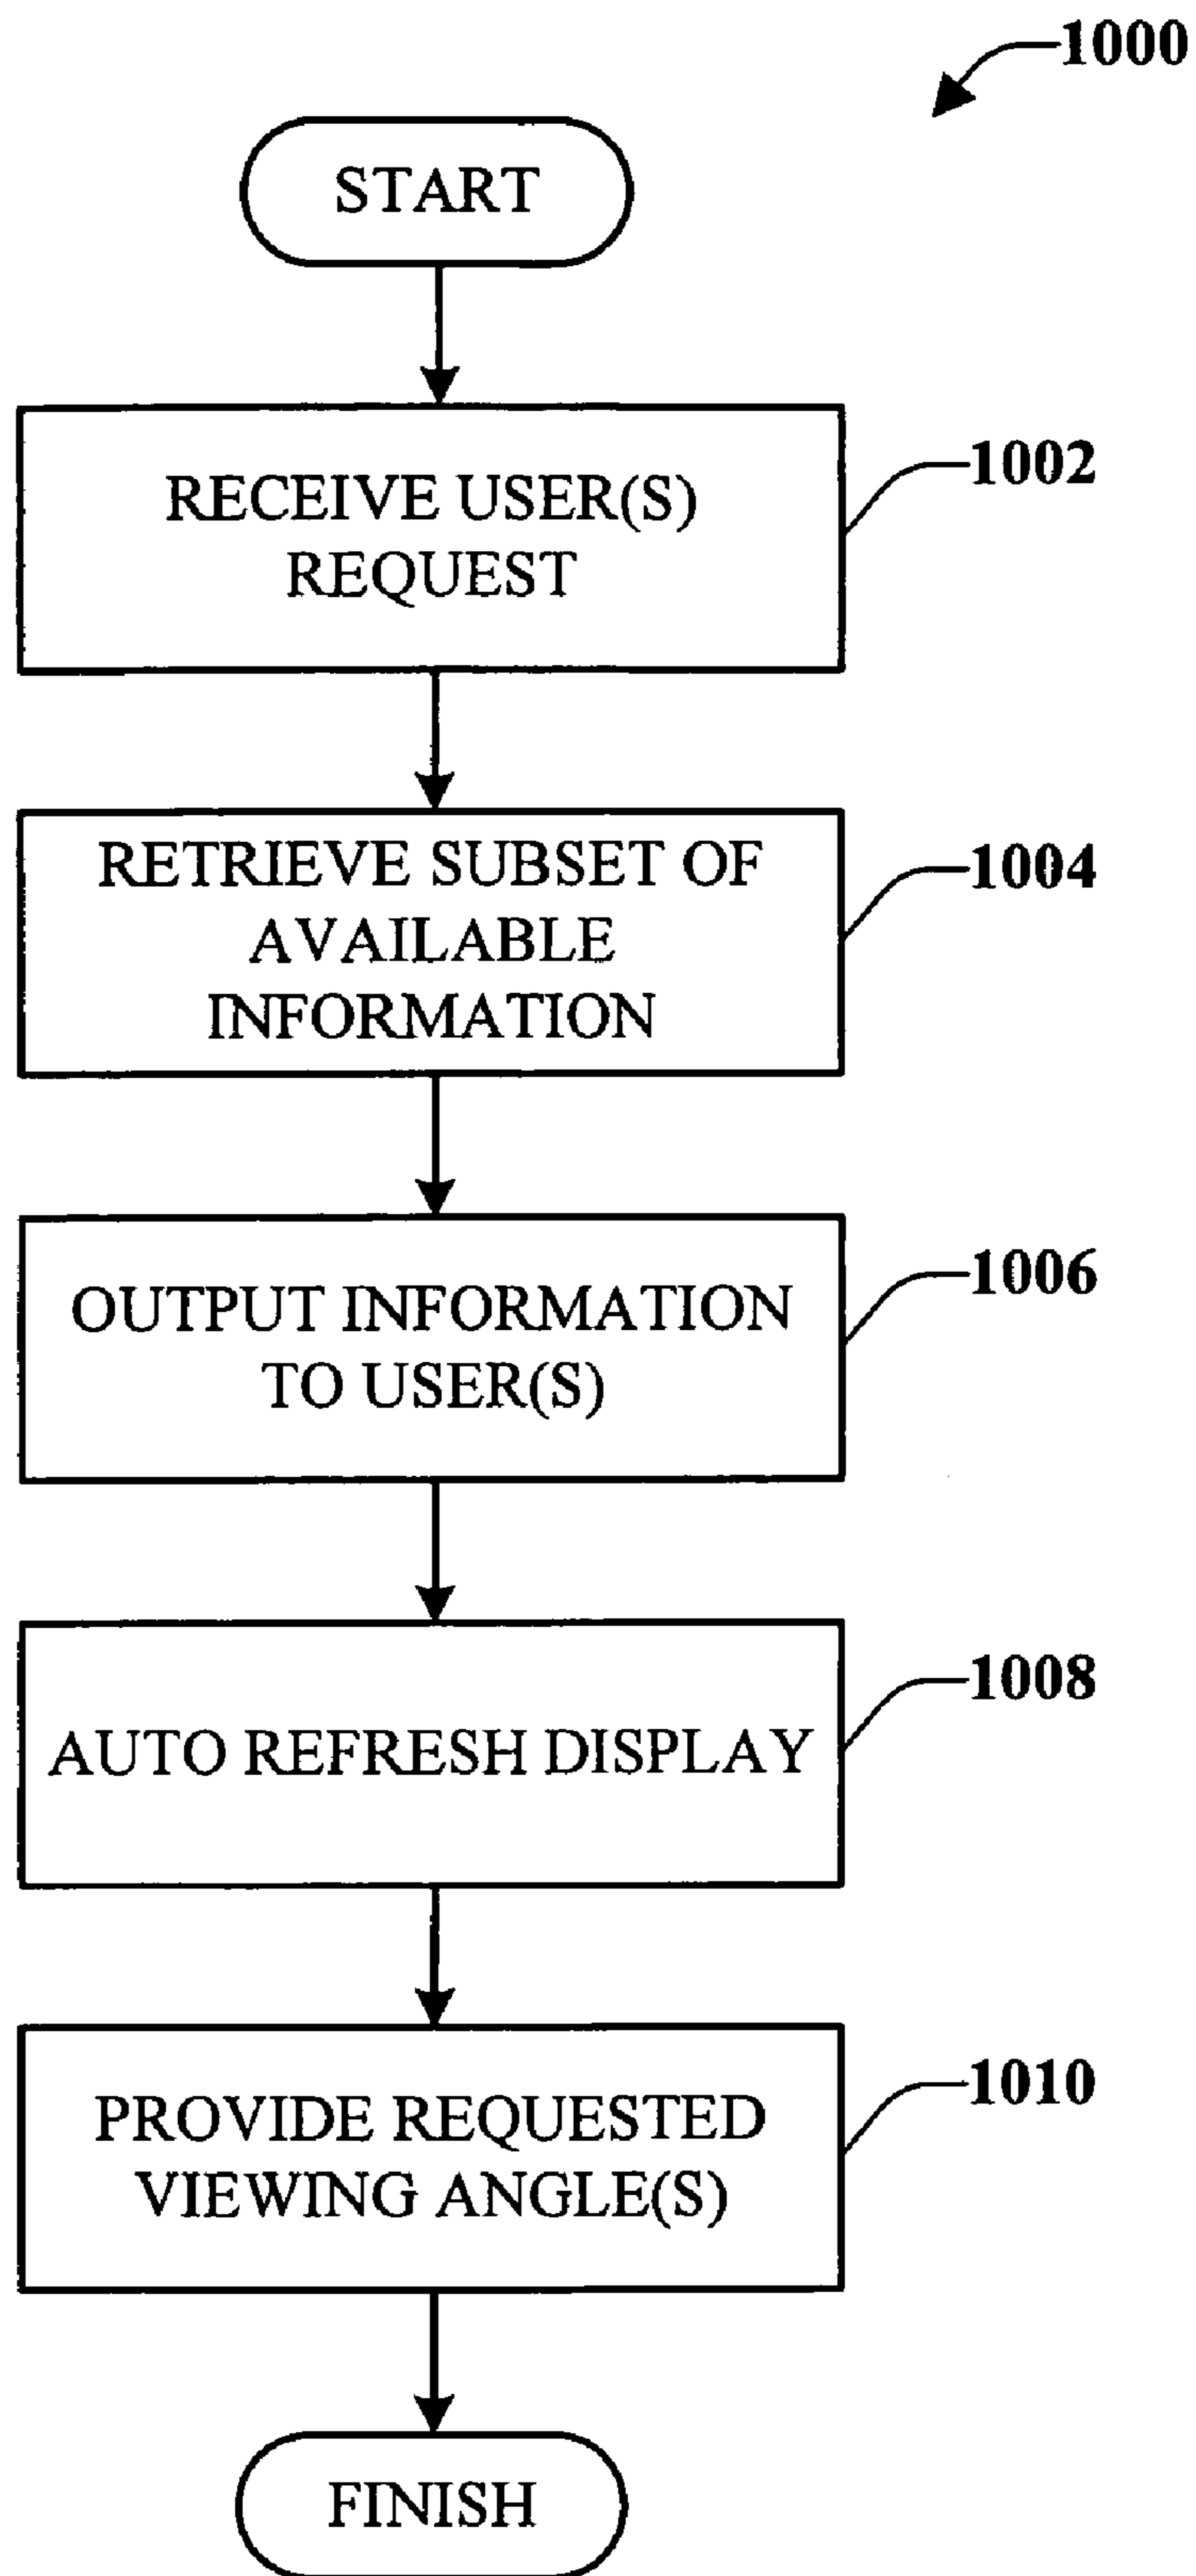 1000
START
RECEIVE USER(S)
REQUEST
1002
RETRIEVE SUBSET OF
AVAILABLE
INFORMATION
1004
OUTPUT INFORMATION
TO USER(S)
1006
AUTO REFRESH DISPLAY
1008
PROVIDE REQUESTED
VIEWING ANGLE(S)
1010
FINISH